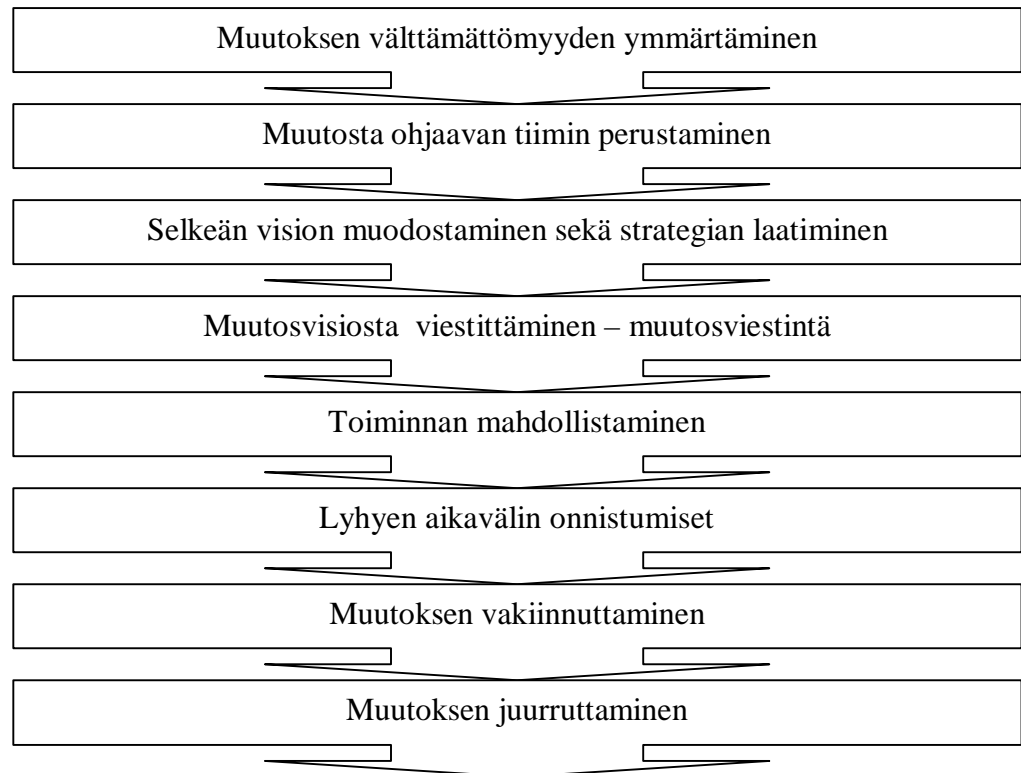 Muutoksen välttämättömyyden ymmärtäminen
Muutosta ohjaavan tiimin perustaminen
Selkeän vision muodostaminen sekä strategian laatiminen
Muutosvisiosta viestittäminen – muutosviestintä
Toiminnan mahdollistaminen
Lyhyen aikavälin onnistumiset
Muutoksen vakiinnuttaminen
Muutoksen juurruttaminen